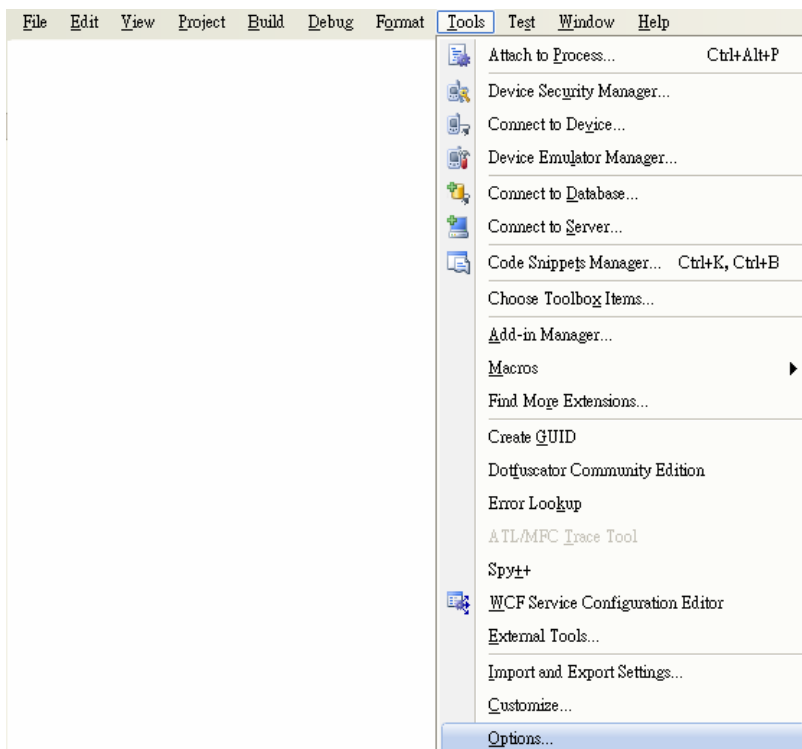 File Edit View Project Build Debug Format Tools Test Window Help
Attach to Process... Ctrl+Alt+P
Device Security Manager...
Connect to Device...
Device Emulator Manager...
Connect to Database...
Connect to Server...
Code Snippets Manager... Ctrl+K, Ctrl+B
Choose Toolbox Items...
Add-in Manager...
Macros
Find More Extensions...
Create GUID
Dotfuscator Community Edition
Error Lookup
ATL/MFC Trace Tool
Spy++
WCF Service Configuration Editor
External Tools...
Import and Export Settings...
Customize...
Options...